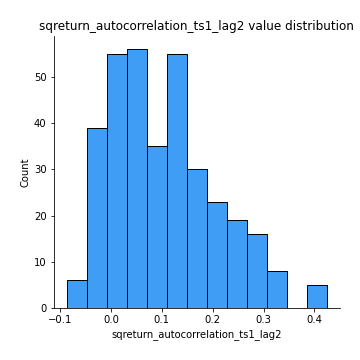 sqreturn_autocorrelation_ts1_lag2 value distribution
50
40
30
20
10
0
Count
−0.1 0.0 0.1 0.2 0.3 0.4
sqreturn_autocorrelation_ts1_lag2